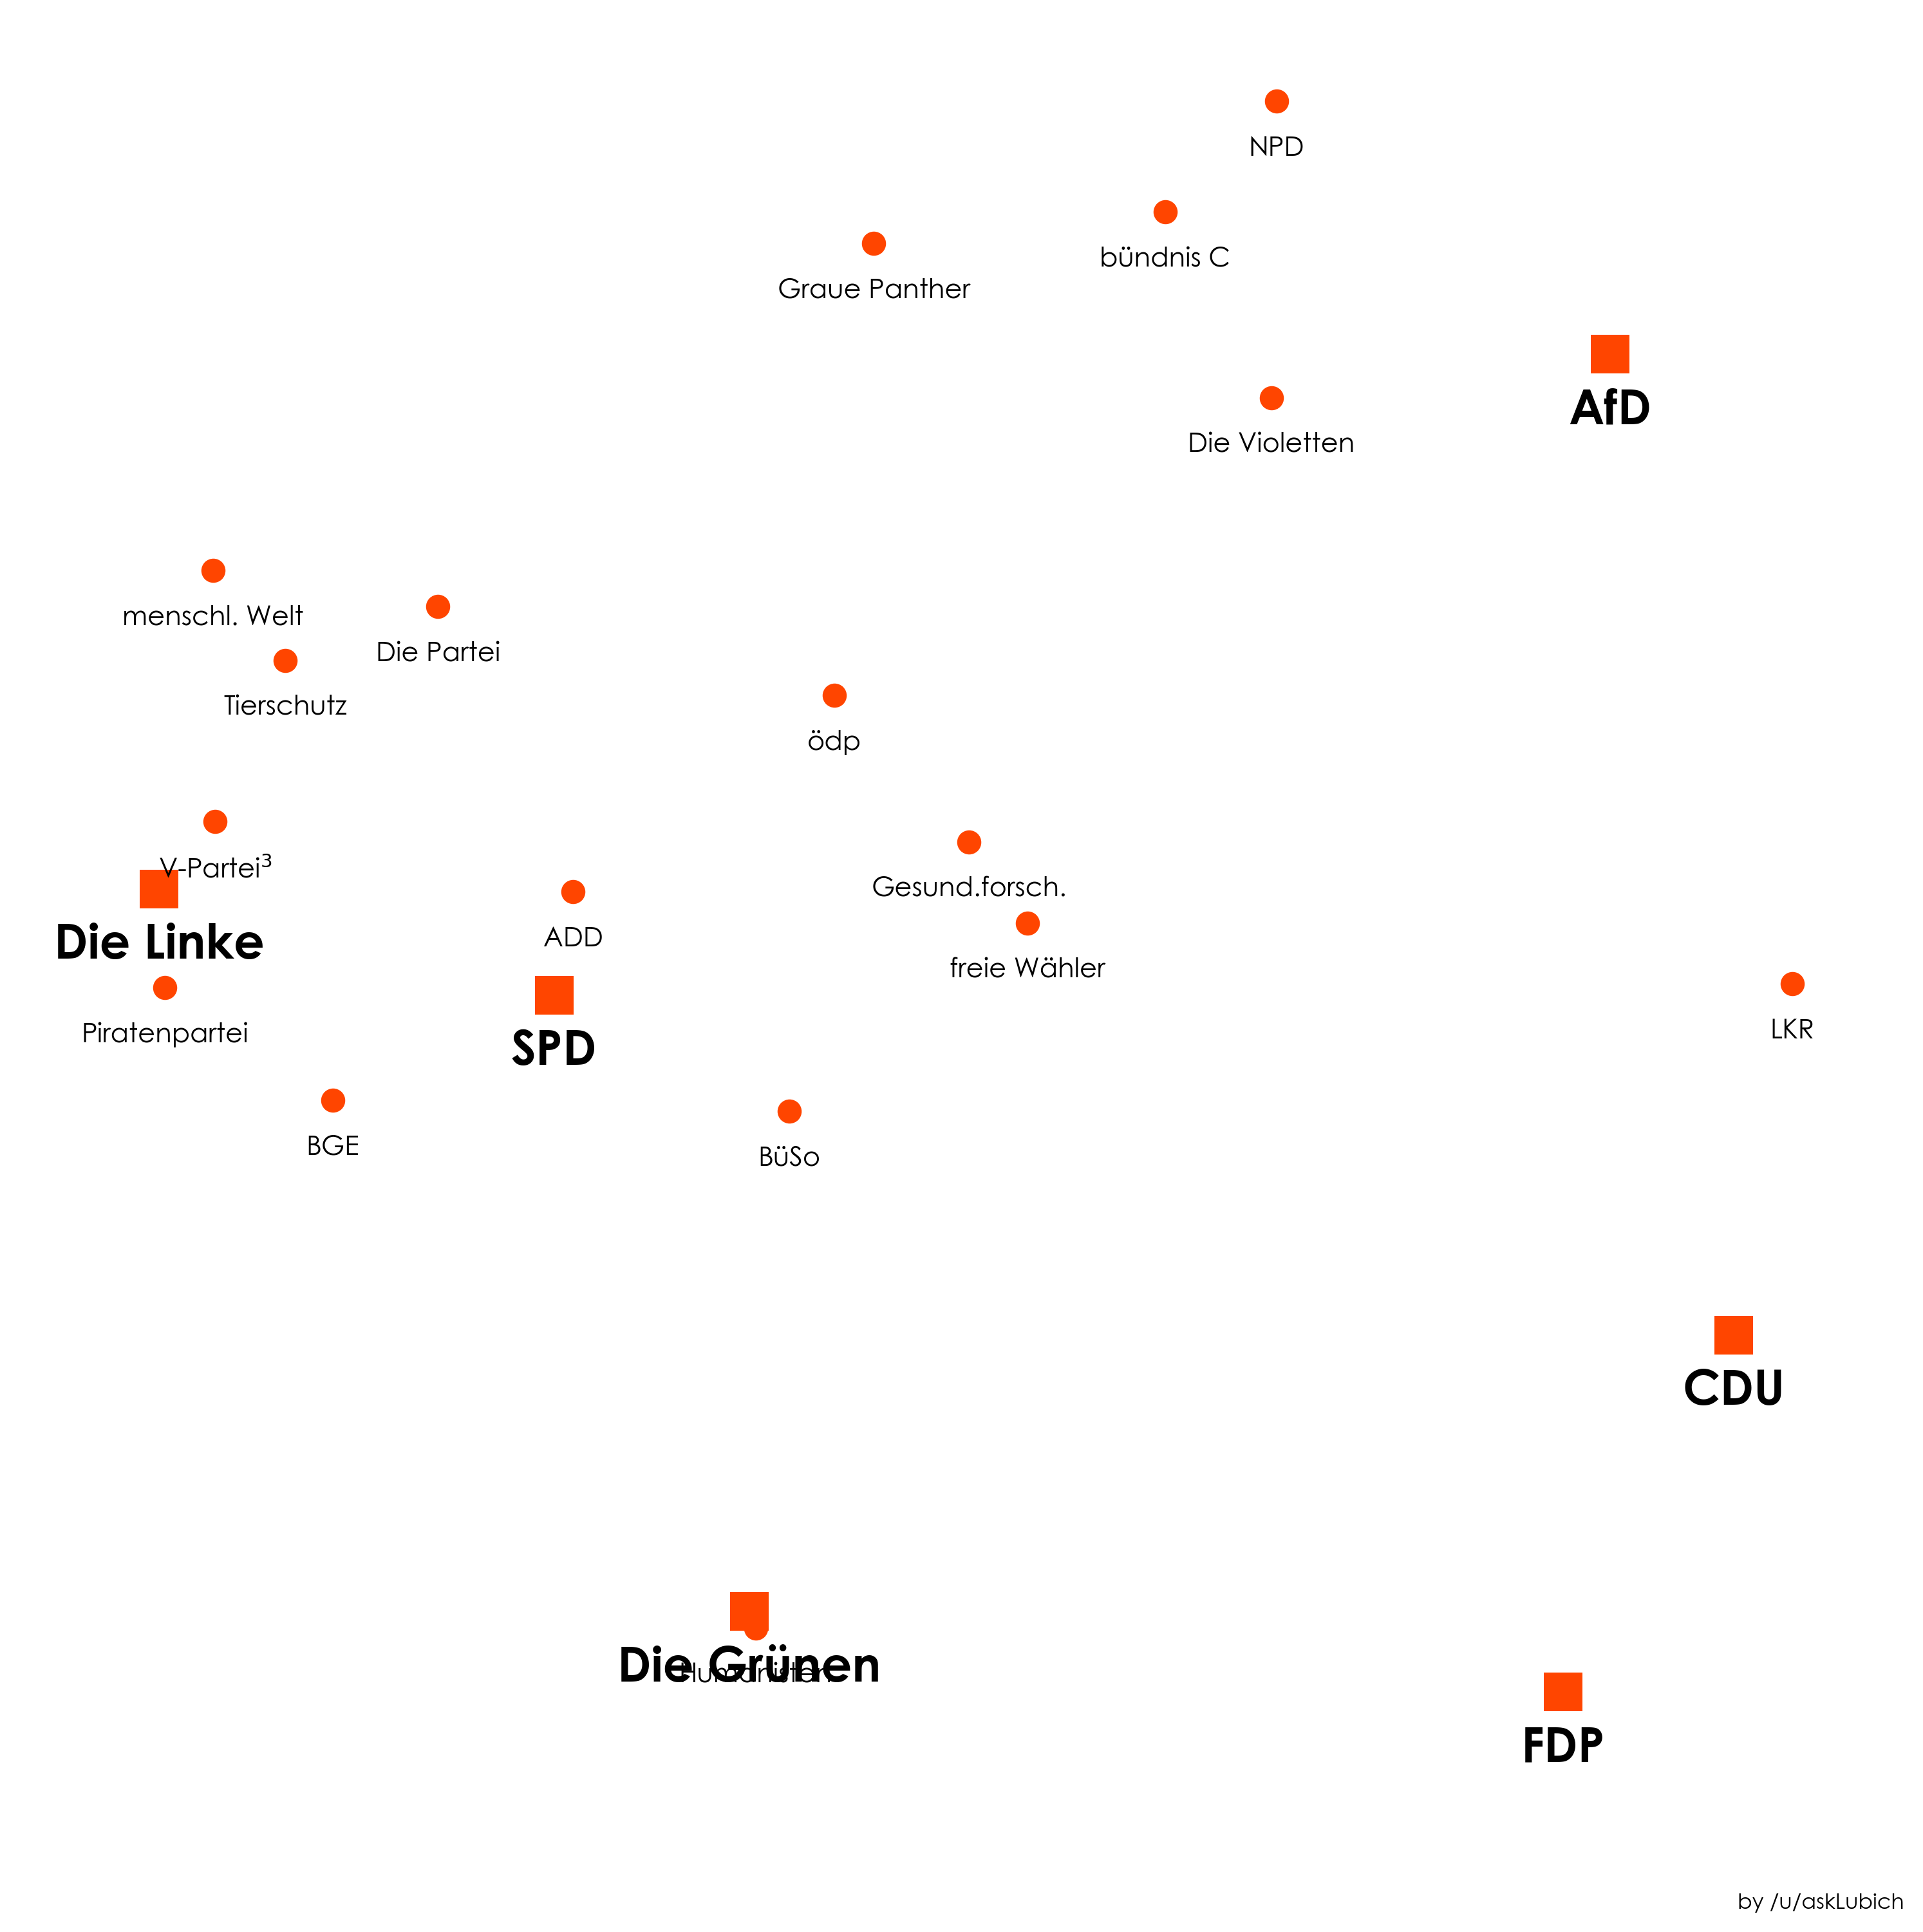 NPD
bündnis C
Graue Panther
AfD
Die Violetten
menschl. Welt
Die Partei
Tierschutz
ödp
V-Partei³
Gesund.forsch.
Die Linke
ADD
freie Wähler
Piratenpartei
SPD
LKR
BGE
BüSo
CDU
Die Grünen
Humanisten
FDP
by /u/askLubich